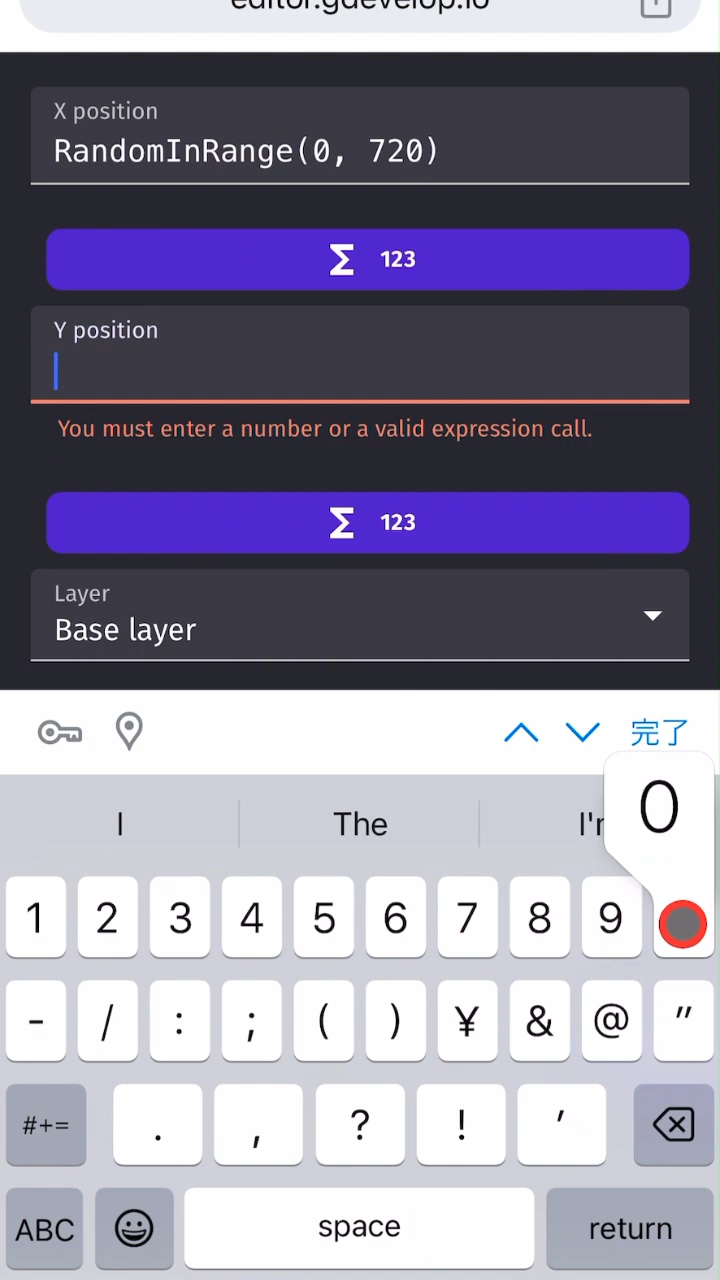 editor.gdevelop.io
X position
RandomInRange(0, 720)
Σ 123
Y position
You must enter a number or a valid expression call.
Σ 123
Layer
Base layer
完了
0
I The I'm
1 2 3 4 5 6 7 8 9
- / : ; ( ) ¥ & @ "
#+= . , ? ! ′
ABC space return